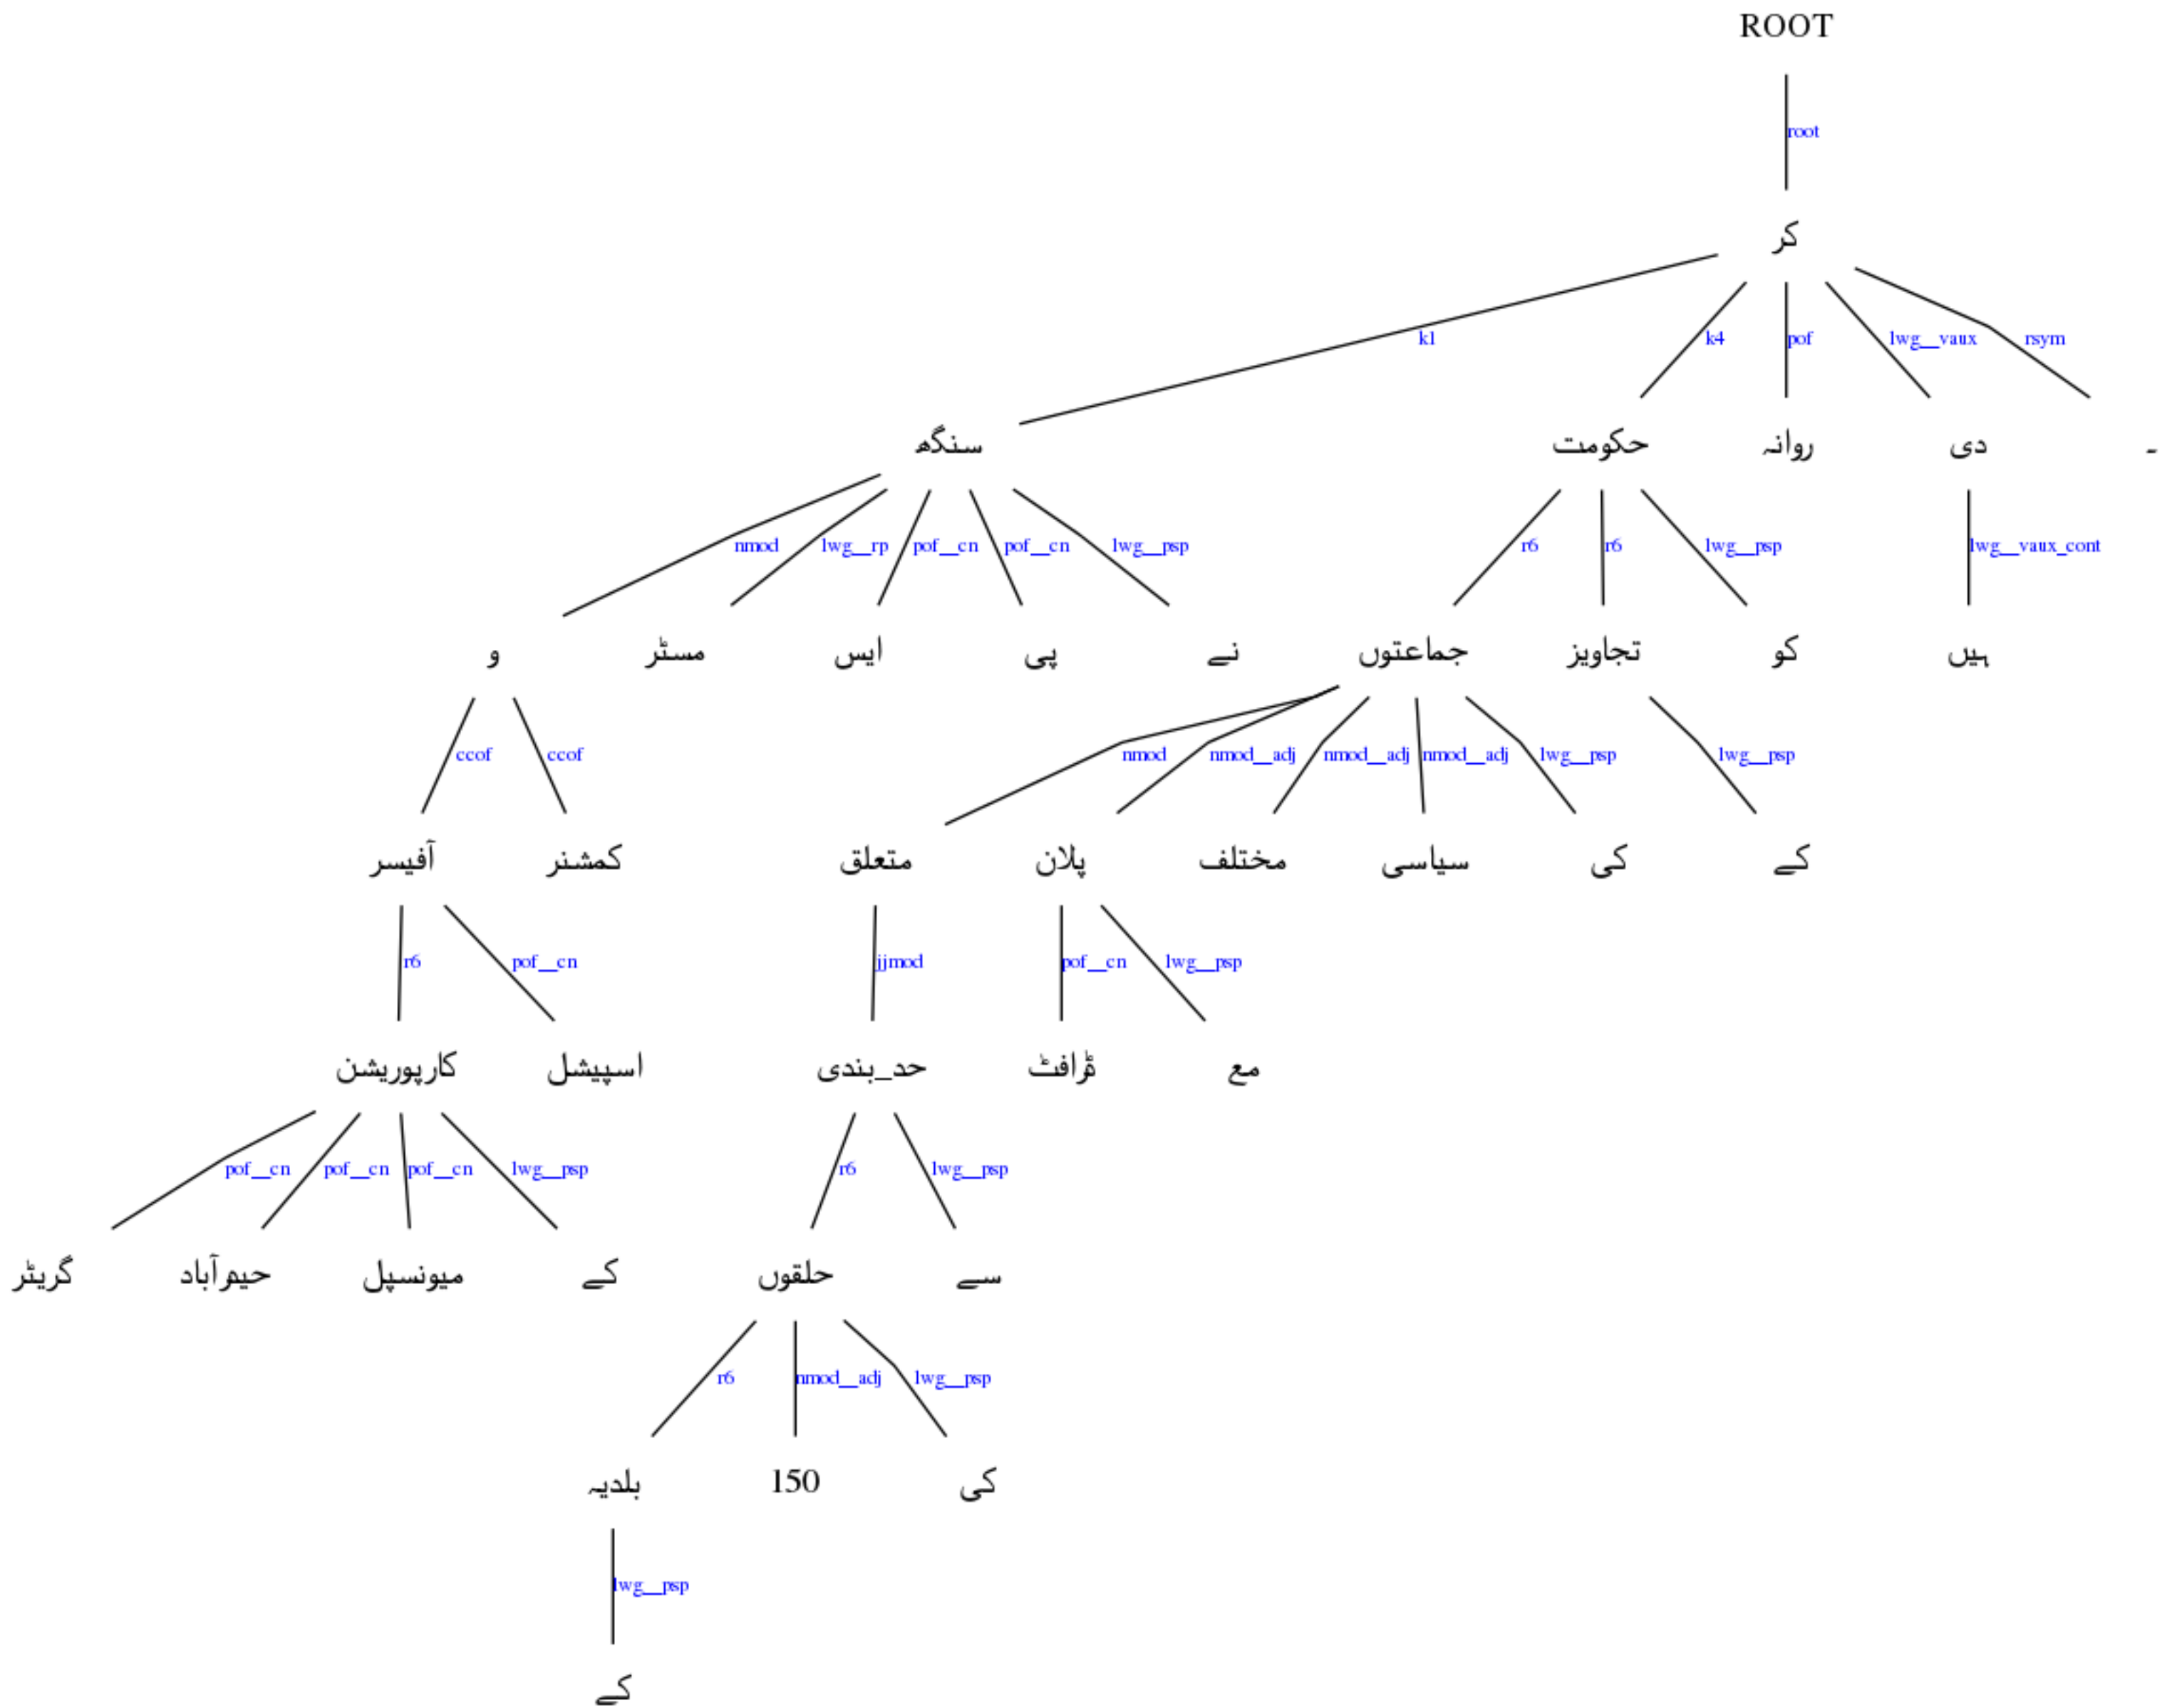 ROOT
root
کر
k1 k4 pof lwg__vaux rsym
سنگھ حکومت روانہ دی ۔
nmod lwg__rp pof__cn pof__cn lwg__psp r6 r6 lwg__psp lwg__vaux_cont
و مسٹر ایس پی نے جماعتوں تجاویز کو ہیں
ccof ccof nmod nmod__adj nmod__adj nmod__adj lwg__psp lwg__psp
آفیسر کمشنر متعلق پلان مختلف سیاسی کی کے
r6 pof__cn jjmod pof__cn lwg__psp
کارپوریشن اسپیشل حد_بندی ڈرافٹ مع
pof__cn pof__cn pof__cn lwg__psp r6 lwg__psp
گریٹر میونسپل کے حلقوں سے
r6 nmod__adj lwg__psp
بلدیہ 150 کی
lwg__psp
کے